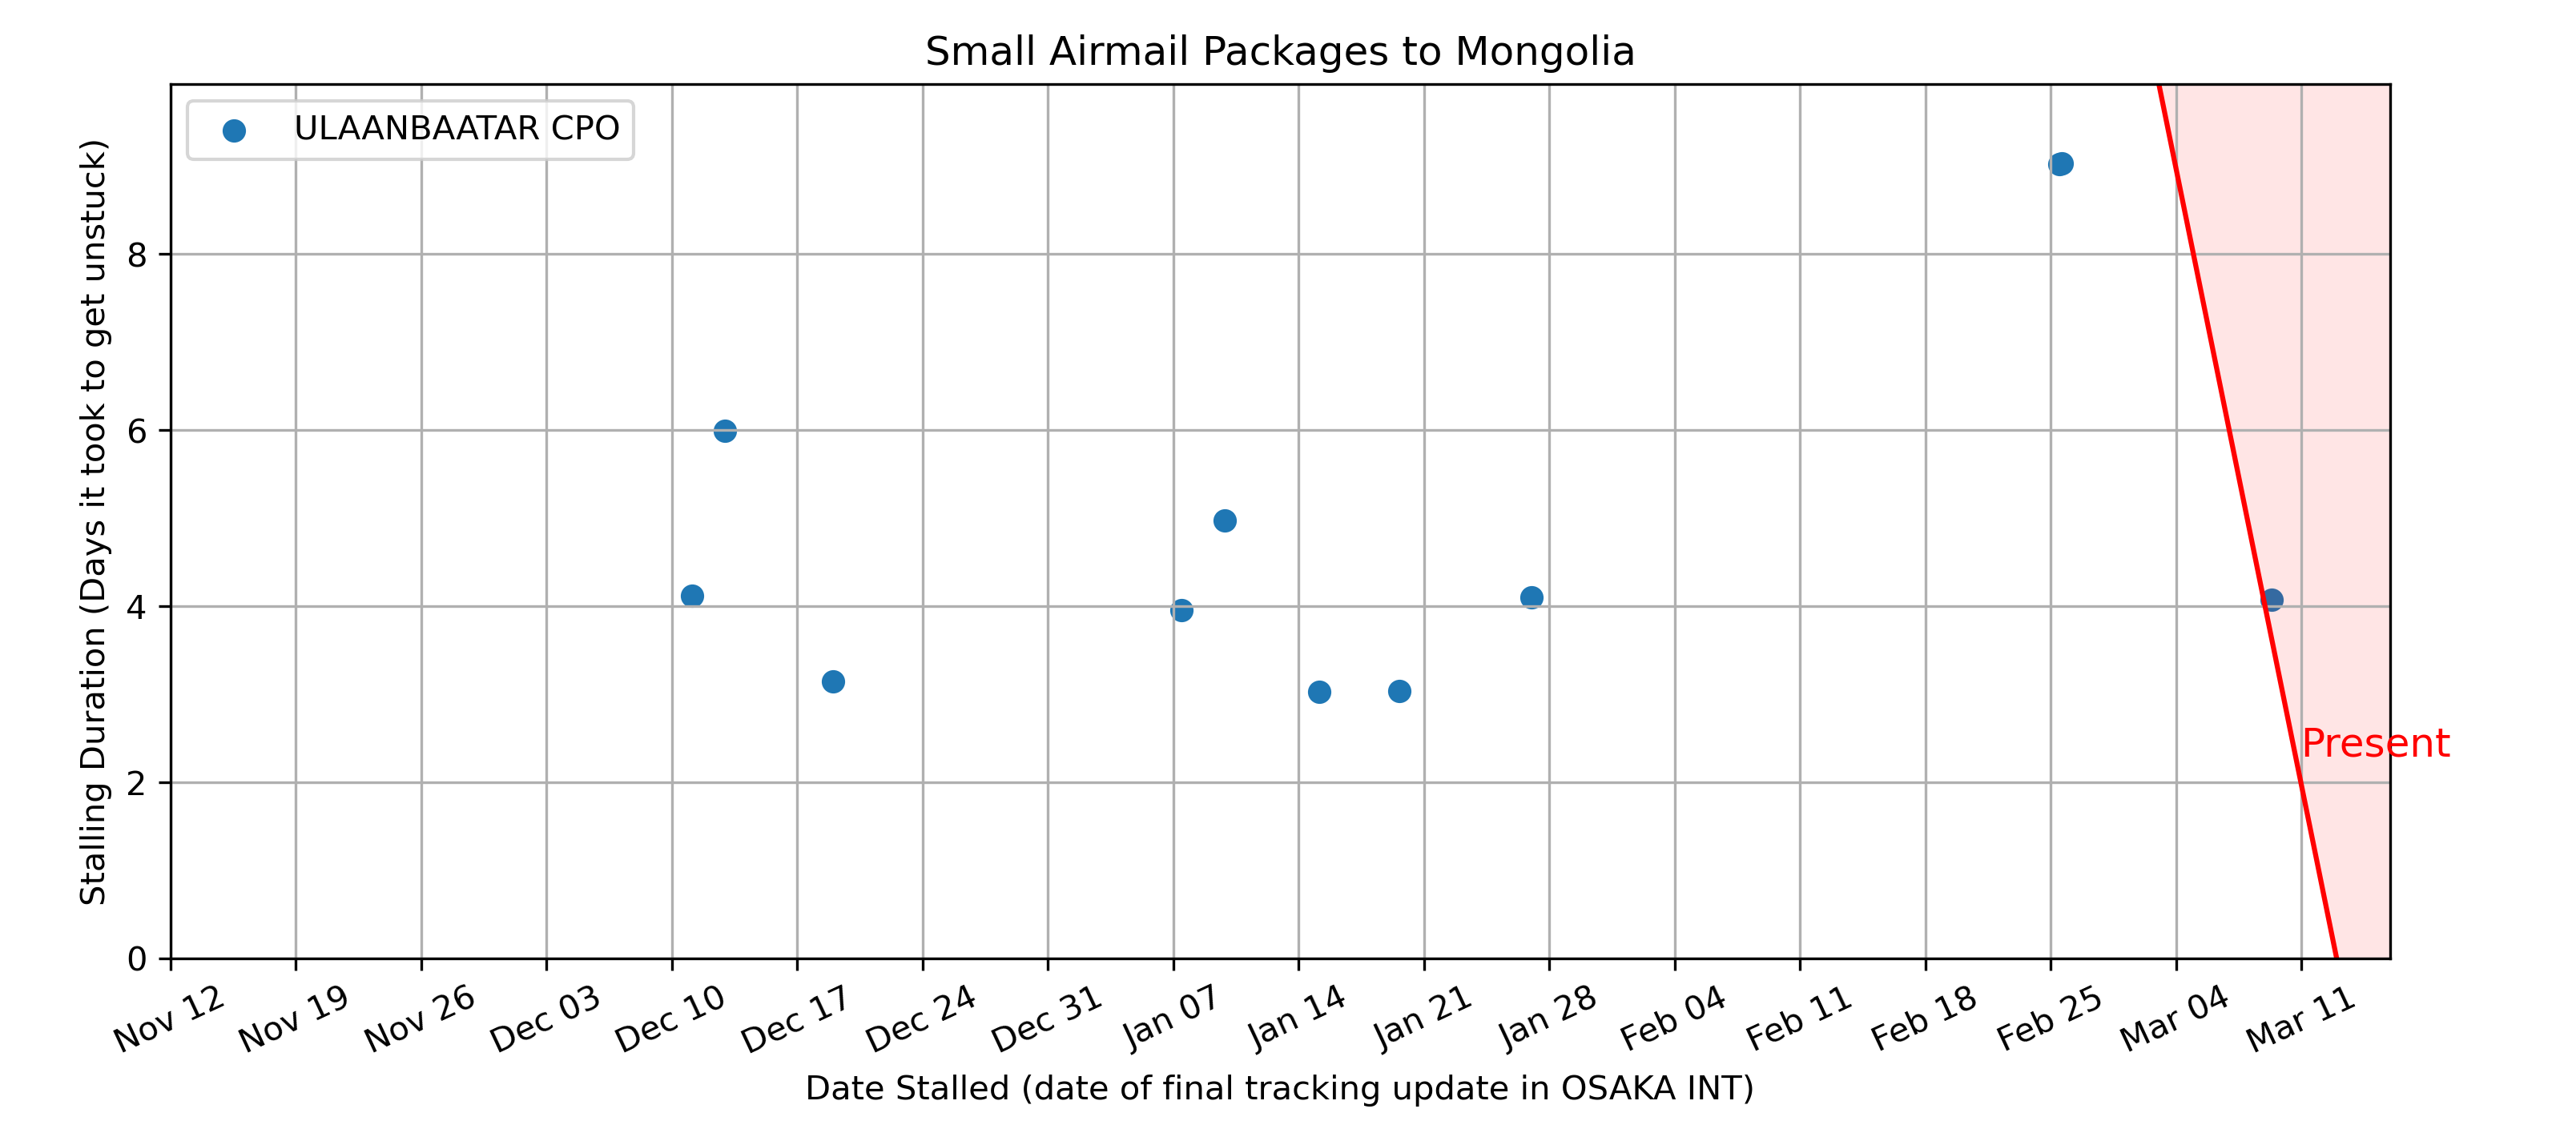 Small Airmail Packages to Mongolia
ULAANBAATAR CPO
Stalling Duration (Days it took to get unstuck)
8
6
4
2
0
Present
Nov 12
Nov 19
Nov 26
Dec 03
Dec 10
Dec 17
Dec 24
Dec 31
Jan 07
Jan 14
Jan 21
Jan 28
Feb 04
Feb 11
Feb 18
Feb 25
Mar 04
Mar 11
Date Stalled (date of final tracking update in OSAKA INT)